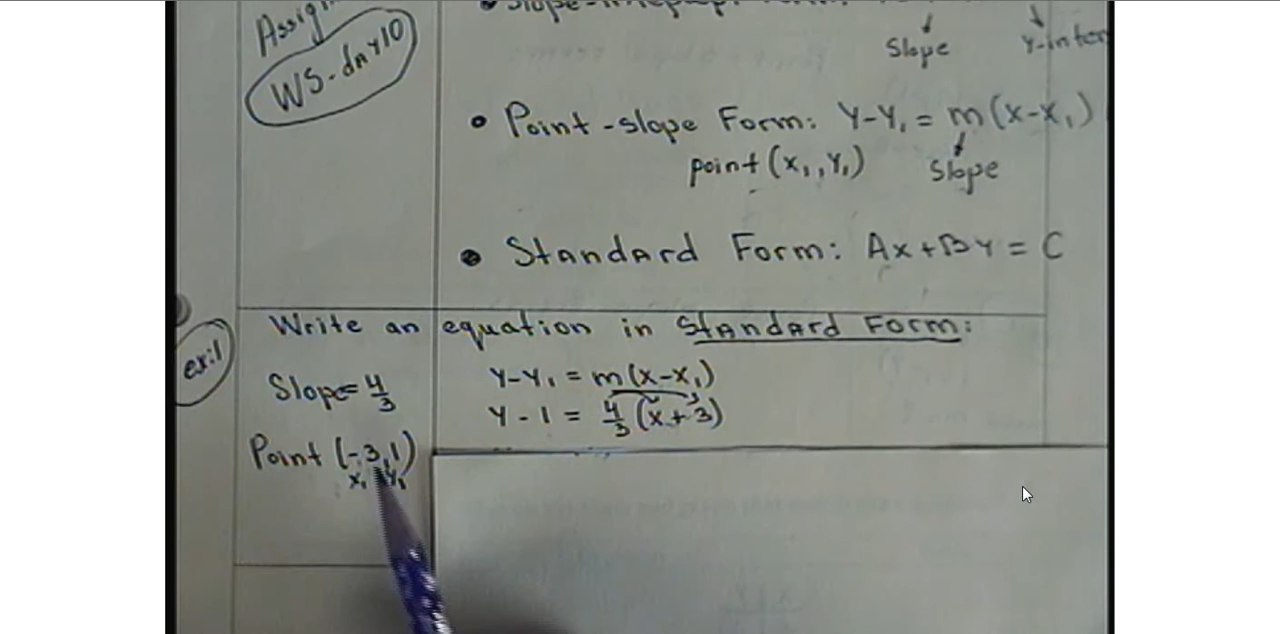 Assig
WS-day10
Slope
Y-inter
Point-slope Form: Y-Y₁ = m(x-x₁)
point (x₁,Y₁)
Slope
Standard Form: Ax+By = C
ex:1
Write an equation in Standard Form:
Slope=4/3
Y-Y₁ = m(x-x₁)
Y-1 = 4/3 (x+3)
Point (-3,1)
x₁ Y₁